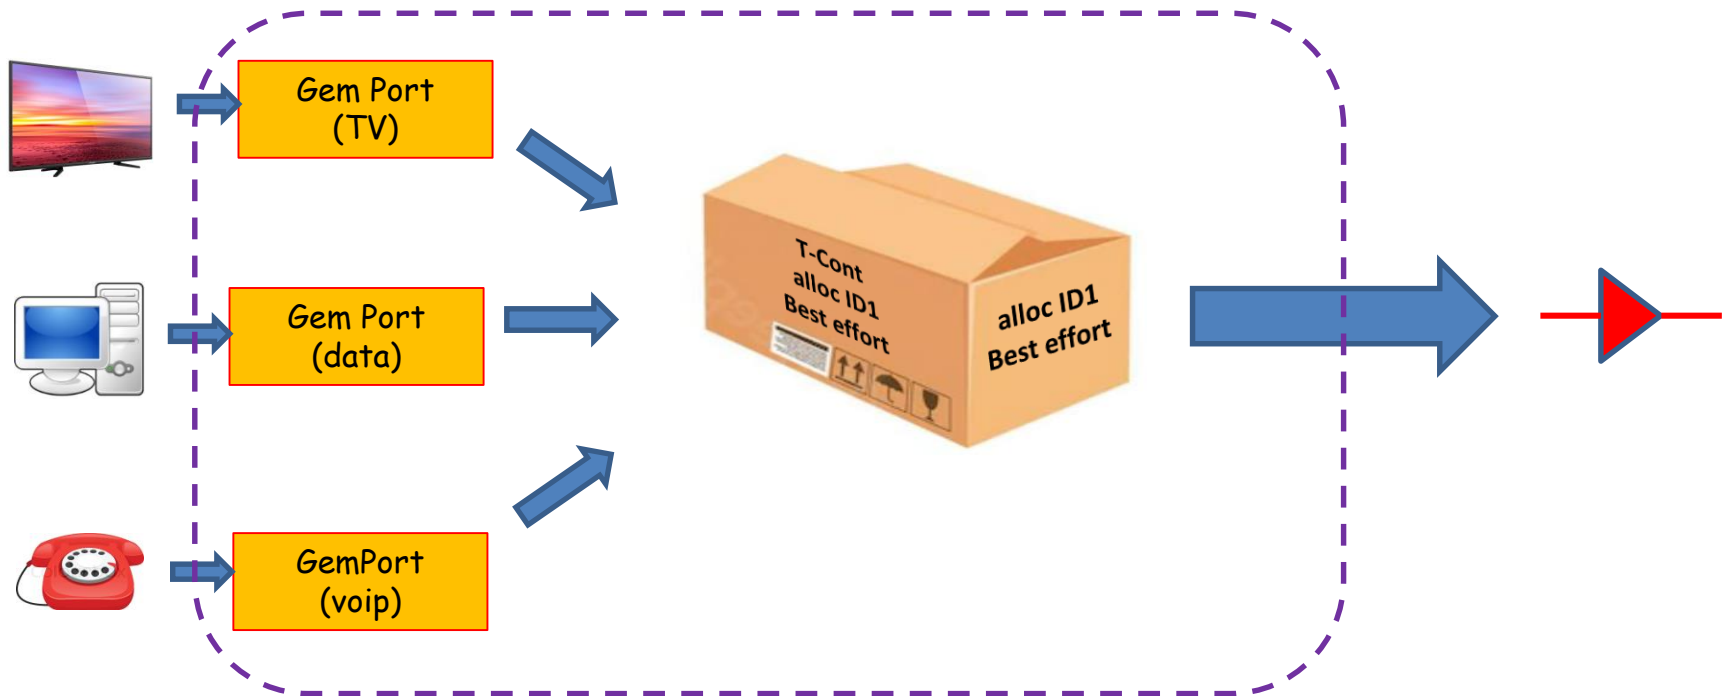 Gem Port
(TV)
Gem Port
(data)
GemPort
(voip)
T-Cont
alloc ID1
Best effort
alloc ID1
Best effort